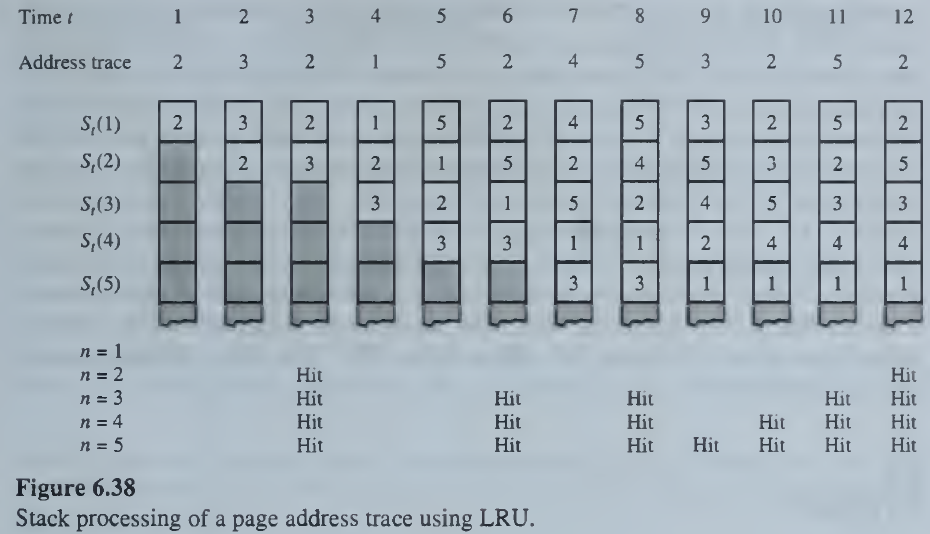 Time t 1 2 3 4 5 6 7 8 9 10 11 12
Address trace 2 3 2 1 5 2 4 5 3 2 5 2
St(1) 2 3 2 1 5 2 4 5 3 2 5 2
St(2) 2 3 2 1 5 2 4 5 3 2 5
St(3) 3 2 1 5 2 4 5 3 3
St(4) 3 3 1 1 2 4 4 4
St(5) 3 3 1 1 1 1
n = 1
n = 2 Hit Hit
n = 3 Hit Hit Hit Hit Hit
n = 4 Hit Hit Hit Hit Hit Hit
n = 5 Hit Hit Hit Hit Hit Hit Hit
Figure 6.38
Stack processing of a page address trace using LRU.